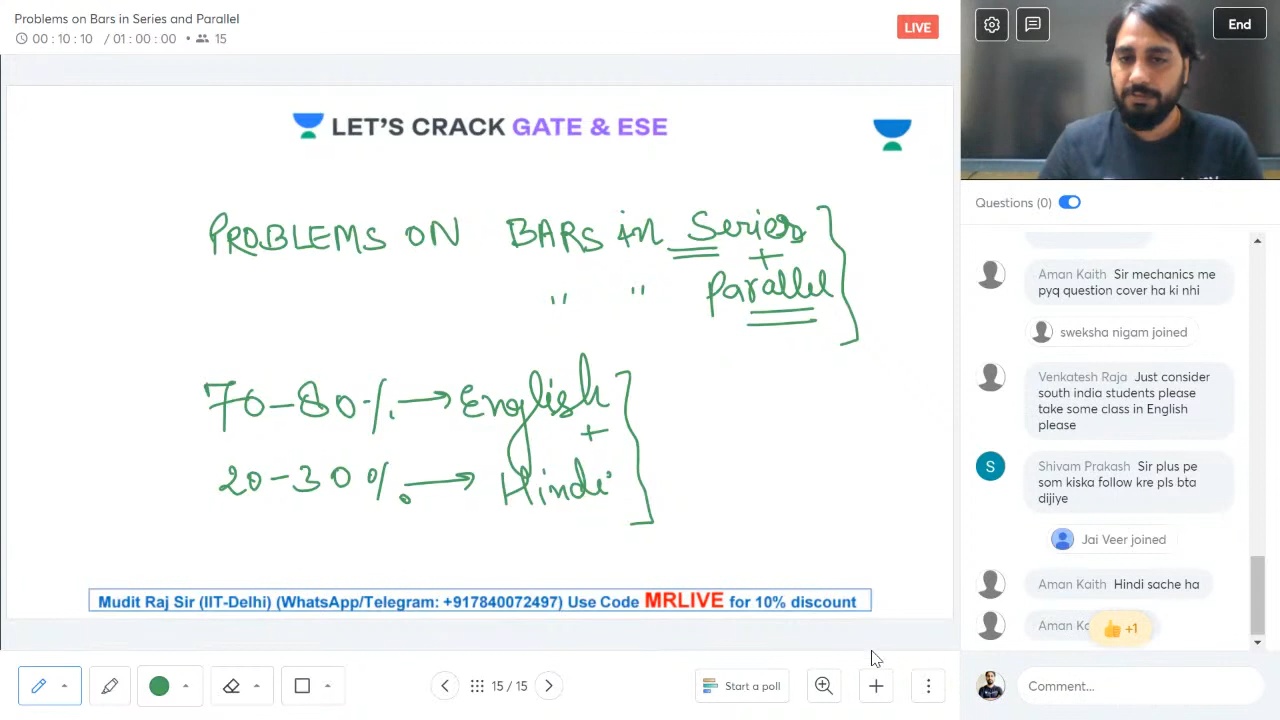 Problems on Bars in Series and Parallel
00 : 10 : 10 / 01 : 00 : 00 • 15
LIVE
End
LET'S CRACK GATE & ESE
PROBLEMS ON BARS in Series
+
" " Parallel
70-80% → English
+
20-30% → Hindi
Mudit Raj Sir (IIT-Delhi) (WhatsApp/Telegram: +917840072497) Use Code MRLIVE for 10% discount
15 / 15
Start a poll
Questions (0)
Aman Kaith Sir mechanics me
pyq question cover ha ki nhi
sweksha nigam joined
Venkatesh Raja Just consider
south india students please
take some class in English
please
S
Shivam Prakash Sir plus pe
som kiska follow kre pls bta
dijiye
Jai Veer joined
Aman Kaith Hindi sache ha
Aman Ka
+1
Comment...